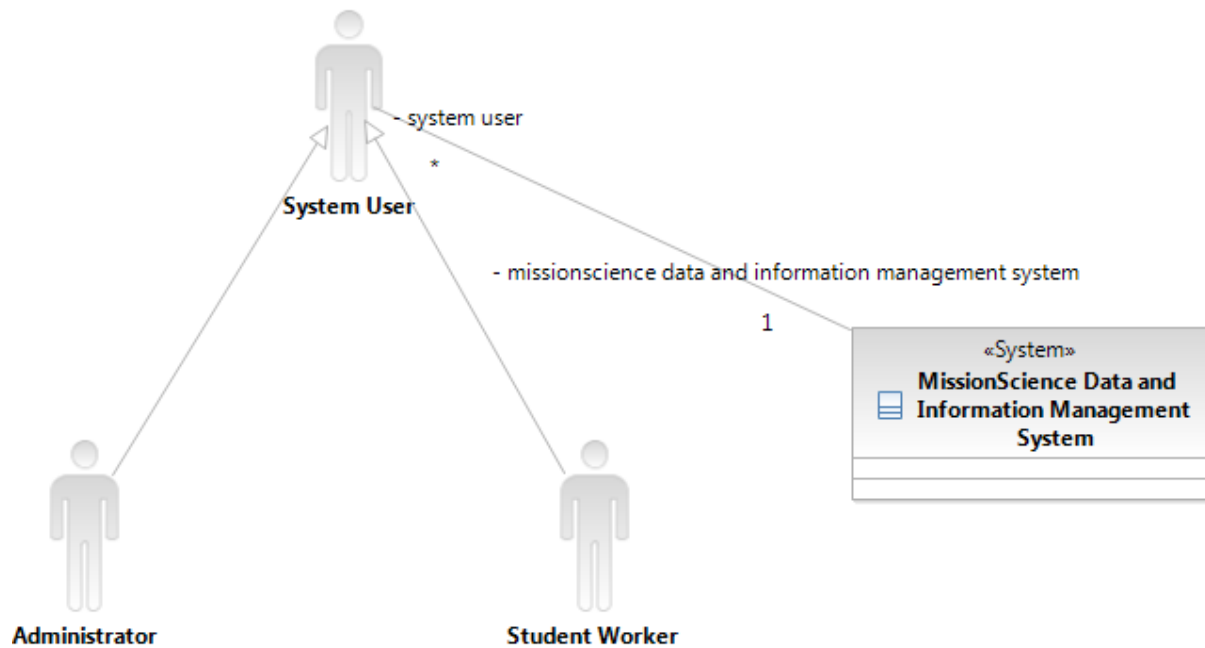 - system user
*
System User
- missionscience data and information management system
1
«System»
MissionScience Data and
Information Management
System
Administrator
Student Worker